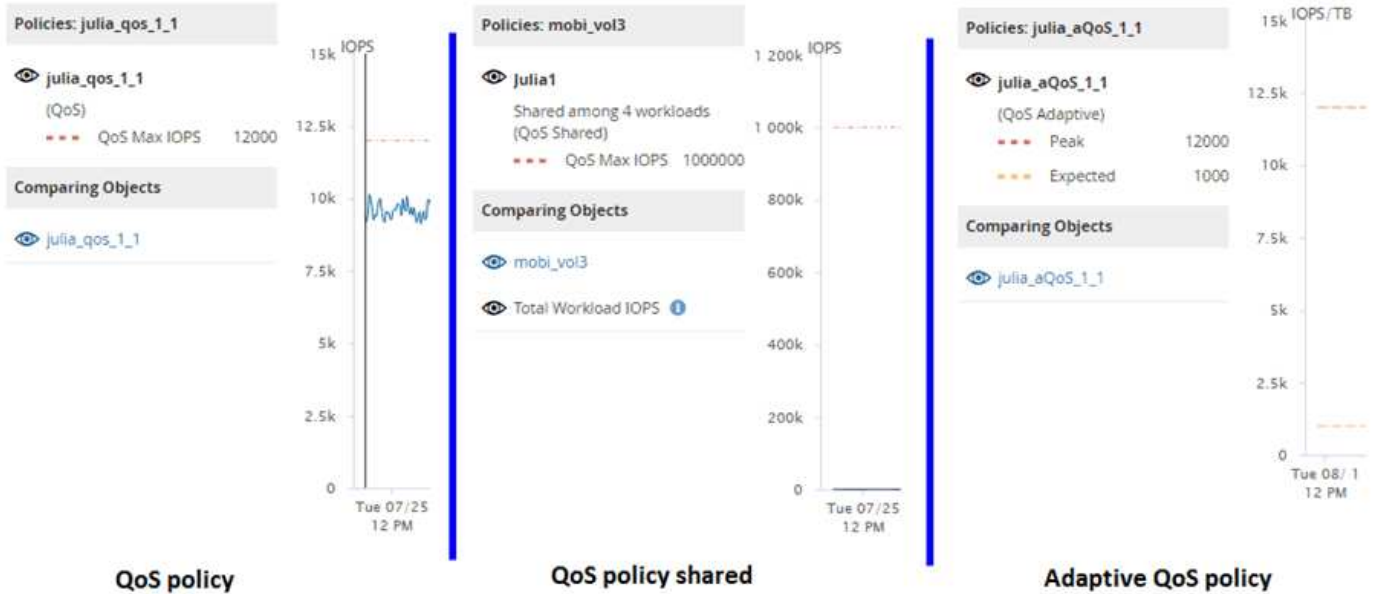 Policies: julia_qos_1_1
julia_qos_1_1
(QoS)
QoS Max IOPS 12000
Comparing Objects
julia_qos_1_1
15k IOPS
12.5k
10k
7.5k
5k
2.5k
0
Tue 07/25
12 PM
QoS policy
Policies: mobi_vol3
Julia1
Shared among 4 workloads
(QoS Shared)
QoS Max IOPS 1000000
Comparing Objects
mobi_vol3
Total Workload IOPS
1 200k IOPS
1 000k
800k
600k
400k
200k
0
Tue 07/25
12 PM
QoS policy shared
Policies: julia_aQoS_1_1
julia_aQoS_1_1
(QoS Adaptive)
Peak 12000
Expected 1000
Comparing Objects
julia_aQoS_1_1
15k IOPS/TB
12.5k
10k
7.5k
5k
2.5k
0
Tue 08/ 1
12 PM
Adaptive QoS policy